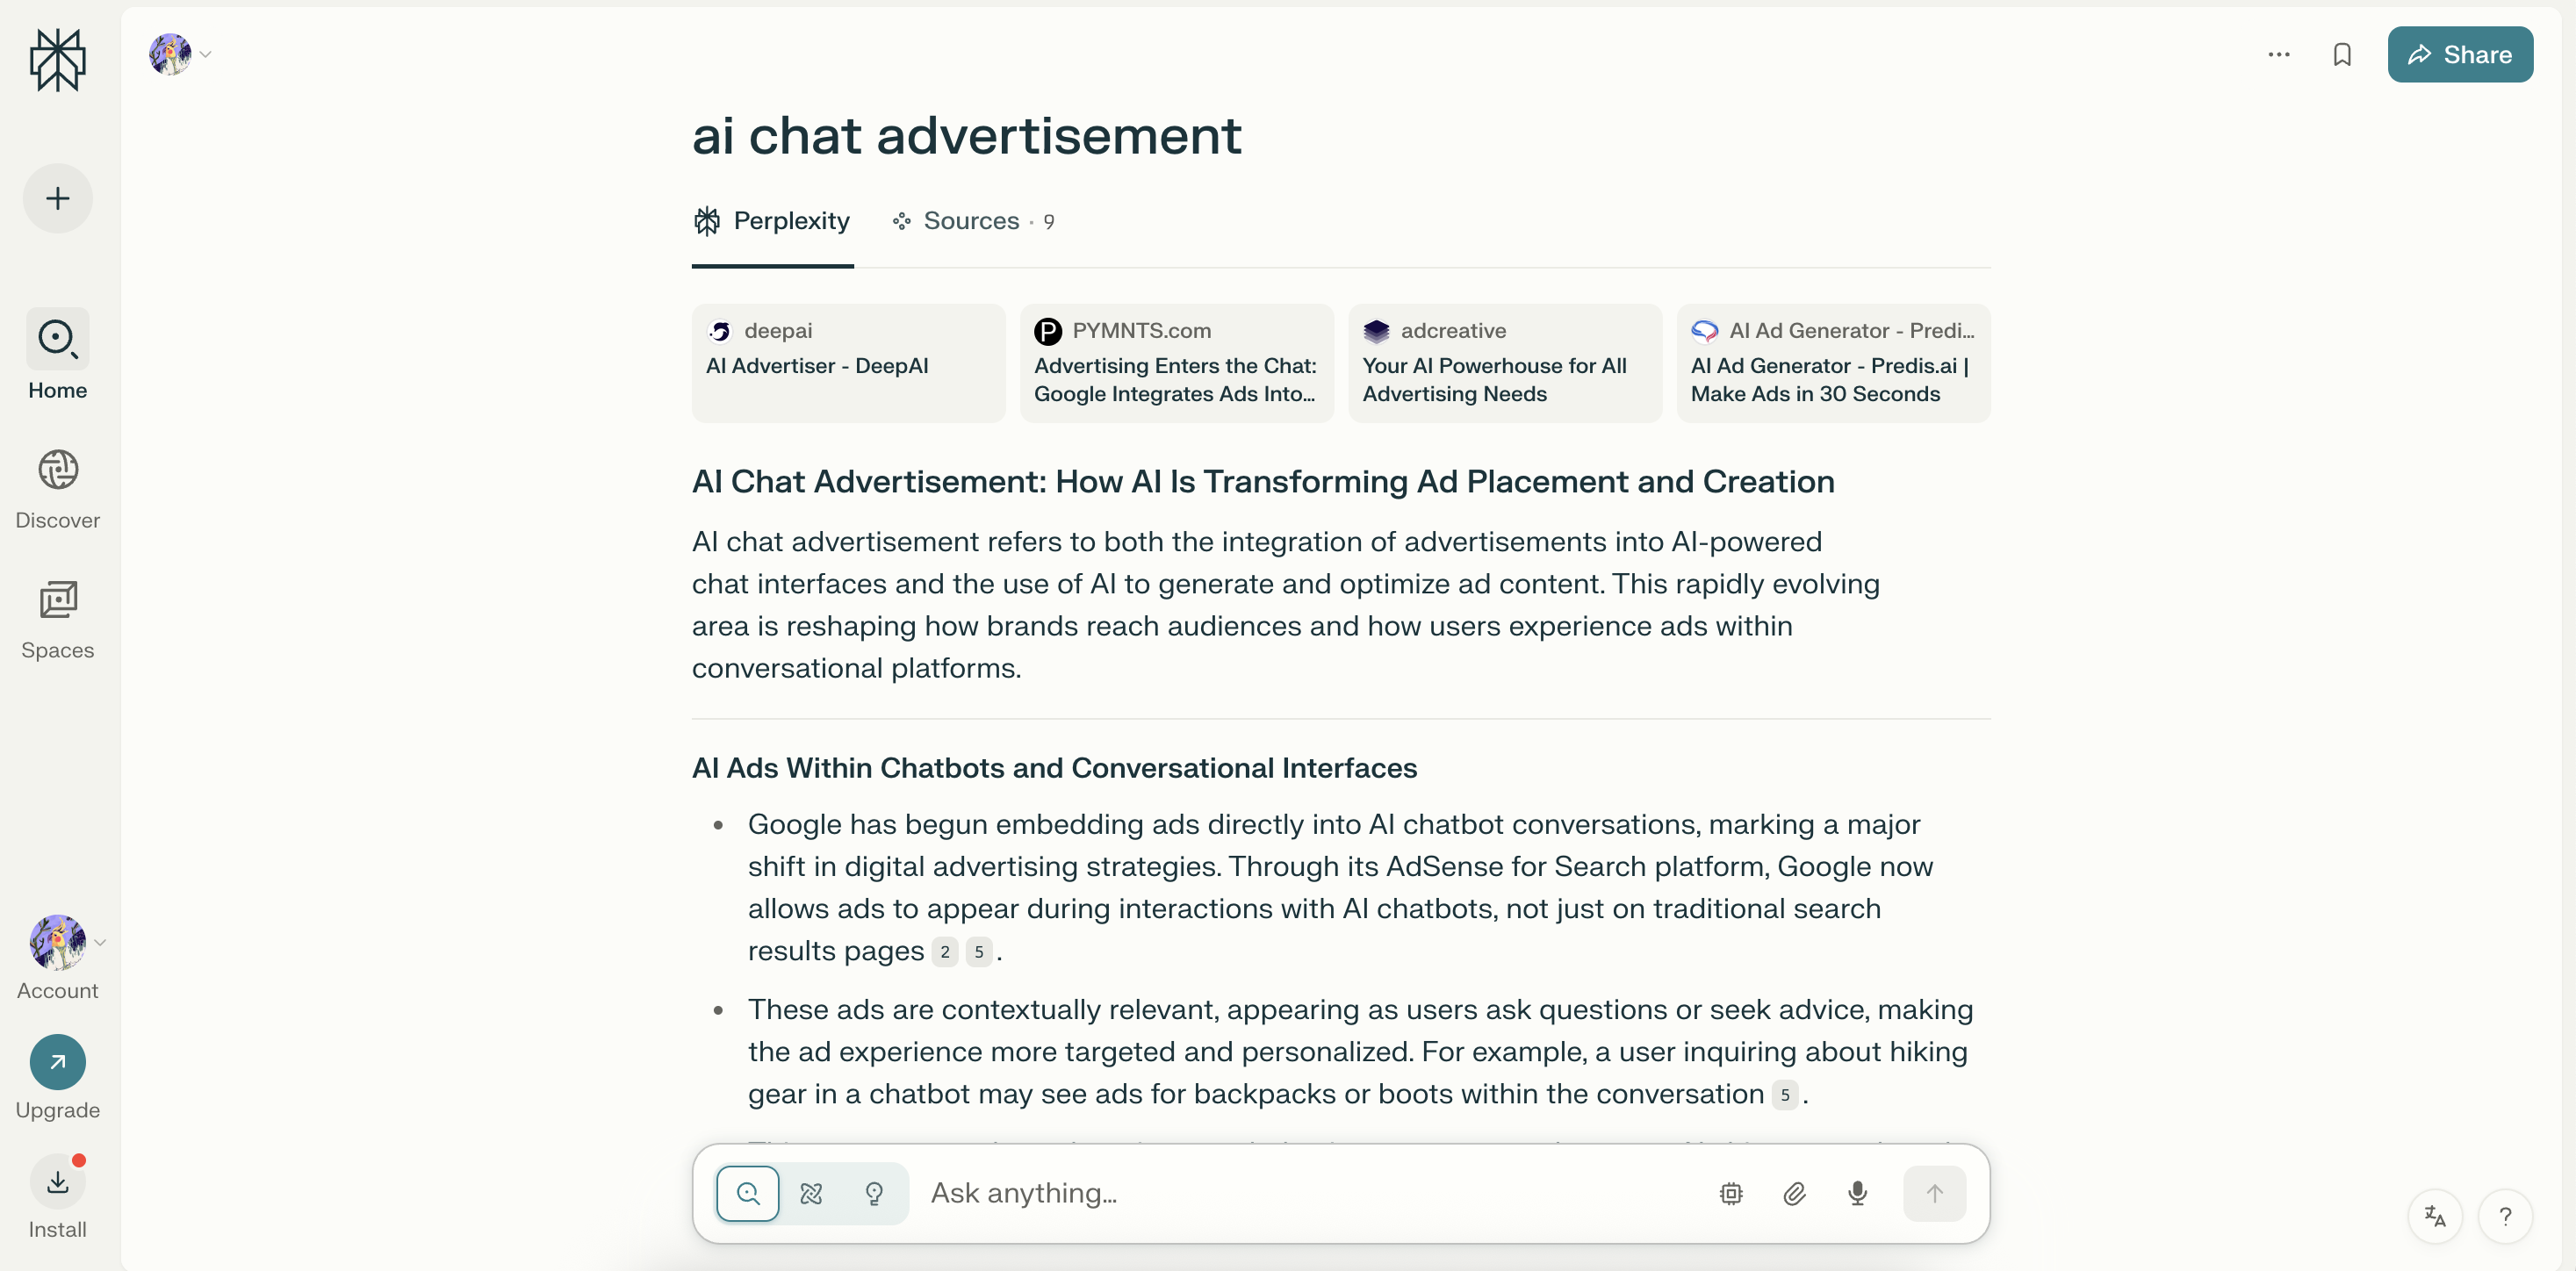 Share
ai chat advertisement
Perplexity
Sources · 9
deepai
AI Advertiser - DeepAI
PYMNTS.com
Advertising Enters the Chat:
Google Integrates Ads Into...
adcreative
Your AI Powerhouse for All
Advertising Needs
AI Ad Generator - Predi...
AI Ad Generator - Predis.ai |
Make Ads in 30 Seconds
AI Chat Advertisement: How AI Is Transforming Ad Placement and Creation
AI chat advertisement refers to both the integration of advertisements into AI-powered
chat interfaces and the use of AI to generate and optimize ad content. This rapidly evolving
area is reshaping how brands reach audiences and how users experience ads within
conversational platforms.
AI Ads Within Chatbots and Conversational Interfaces
• Google has begun embedding ads directly into AI chatbot conversations, marking a major
shift in digital advertising strategies. Through its AdSense for Search platform, Google now
allows ads to appear during interactions with AI chatbots, not just on traditional search
results pages 2 5 .
• These ads are contextually relevant, appearing as users ask questions or seek advice, making
the ad experience more targeted and personalized. For example, a user inquiring about hiking
gear in a chatbot may see ads for backpacks or boots within the conversation 5 .
Ask anything...
Home
Discover
Spaces
Account
Upgrade
Install
?